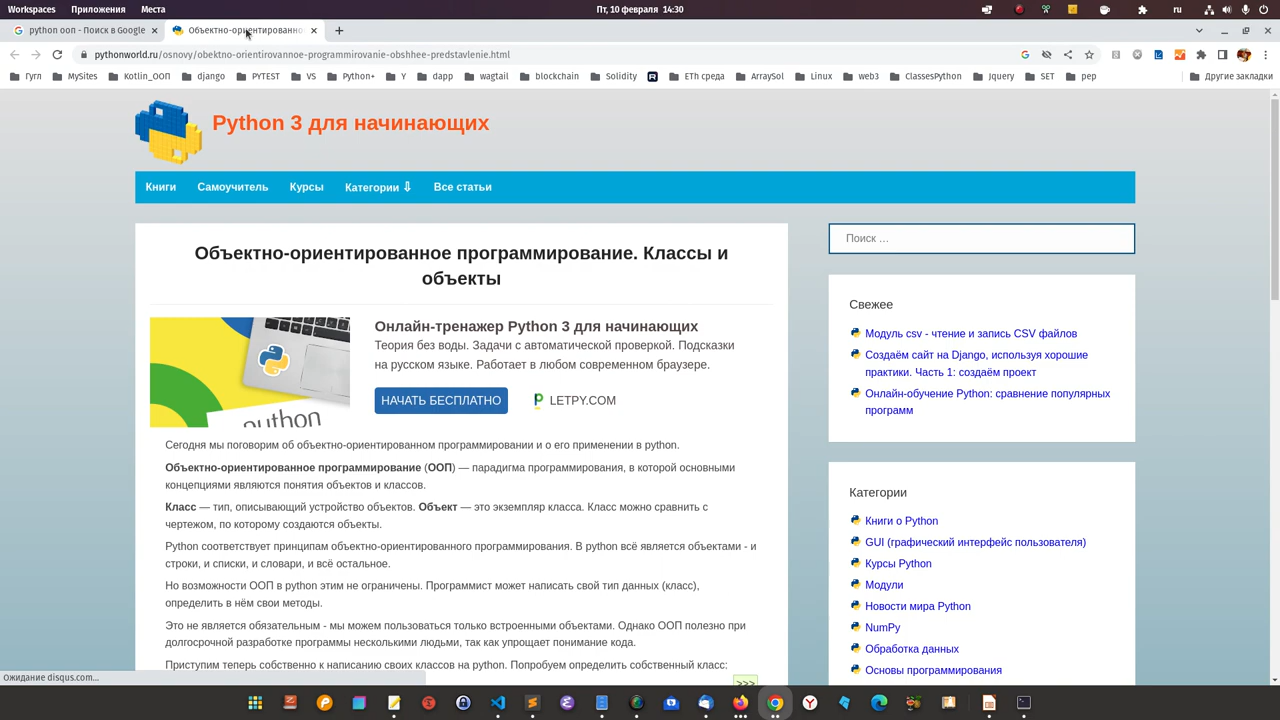 Workspaces Приложения Места Пт, 10 февраля 14:30 ru
python ооп - Поиск в Google Объектно-ориентированно
pythonworld.ru/osnovy/obektno-orientirovannoe-programmirovanie-obshhee-predstavlenie.html
Гугл MySites Kotlin_ООП django PYTEST VS Python+ Y dapp wagtail blockchain Solidity ETh среда ArraySol Linux web3 ClassesPython Jquery SET pep Другие закладки
Python 3 для начинающих
Книги Самоучитель Курсы Категории ⇩ Все статьи
Объектно-ориентированное программирование. Классы и
объекты
Онлайн-тренажер Python 3 для начинающих
Теория без воды. Задачи с автоматической проверкой. Подсказки
на русском языке. Работает в любом современном браузере.
НАЧАТЬ БЕСПЛАТНО LETPY.COM
python
Сегодня мы поговорим об объектно-ориентированном программировании и о его применении в python.
Объектно-ориентированное программирование (ООП) — парадигма программирования, в которой основными
концепциями являются понятия объектов и классов.
Класс — тип, описывающий устройство объектов. Объект — это экземпляр класса. Класс можно сравнить с
чертежом, по которому создаются объекты.
Python соответствует принципам объектно-ориентированного программирования. В python всё является объектами - и
строки, и списки, и словари, и всё остальное.
Но возможности ООП в python этим не ограничены. Программист может написать свой тип данных (класс),
определить в нём свои методы.
Это не является обязательным - мы можем пользоваться только встроенными объектами. Однако ООП полезно при
долгосрочной разработке программы несколькими людьми, так как упрощает понимание кода.
Приступим теперь собственно к написанию своих классов на python. Попробуем определить собственный класс:
>>>
Поиск …
Свежее
Модуль csv - чтение и запись CSV файлов
Создаём сайт на Django, используя хорошие
практики. Часть 1: создаём проект
Онлайн-обучение Python: сравнение популярных
программ
Категории
Книги о Python
GUI (графический интерфейс пользователя)
Курсы Python
Модули
Новости мира Python
NumPy
Обработка данных
Основы программирования
Ожидание disqus.com...